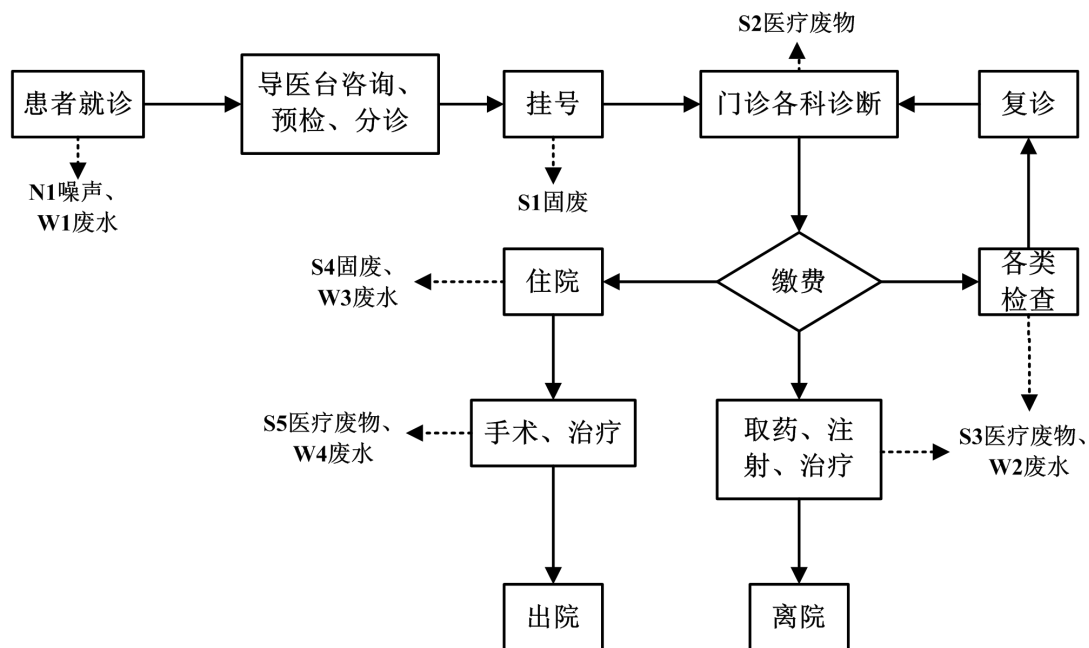 S2医疗废物
患者就诊
导医台咨询、
预检、分诊
挂号
门诊各科诊断
复诊
N1噪声、
W1废水
S1固废
S4固废、
W3废水
住院
缴费
各类
检查
S5医疗废物、
W4废水
手术、治疗
取药、注
射、治疗
S3医疗废物、
W2废水
出院
离院